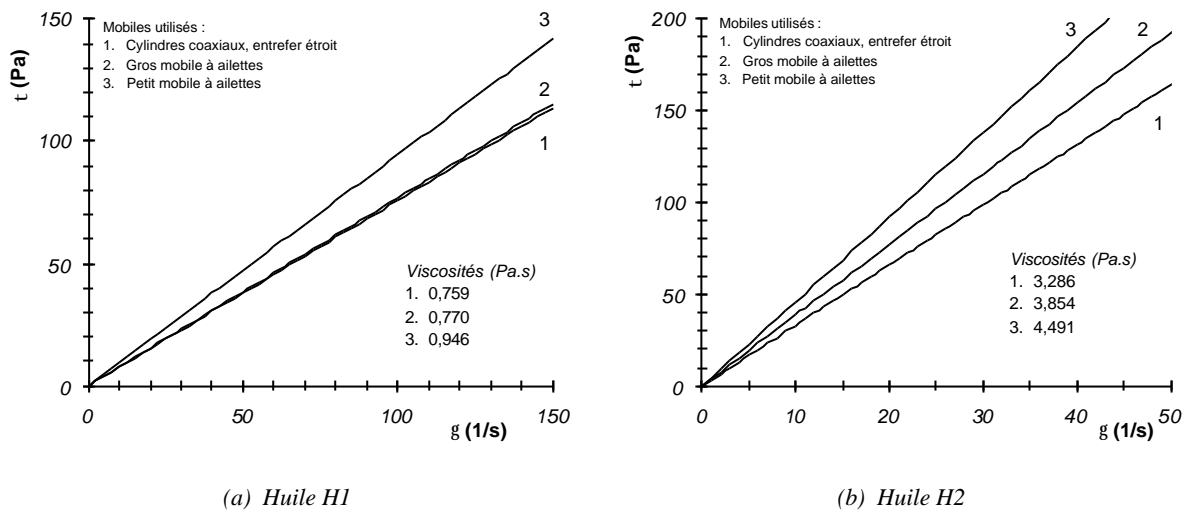 Mobiles utilisés :
1. Cylindres coaxiaux, entrefer étroit
2. Gros mobile à ailettes
3. Petit mobile à ailettes
t (Pa)
150
100
50
0
0
50
100
150
g (1/s)
3
2
1
Viscosités (Pa.s)
1. 0,759
2. 0,770
3. 0,946
(a) Huile H1
Mobiles utilisés :
1. Cylindres coaxiaux, entrefer étroit
2. Gros mobile à ailettes
3. Petit mobile à ailettes
t (Pa)
200
150
100
50
0
0
10
20
30
40
50
g (1/s)
3
2
1
Viscosités (Pa.s)
1. 3,286
2. 3,854
3. 4,491
(b) Huile H2